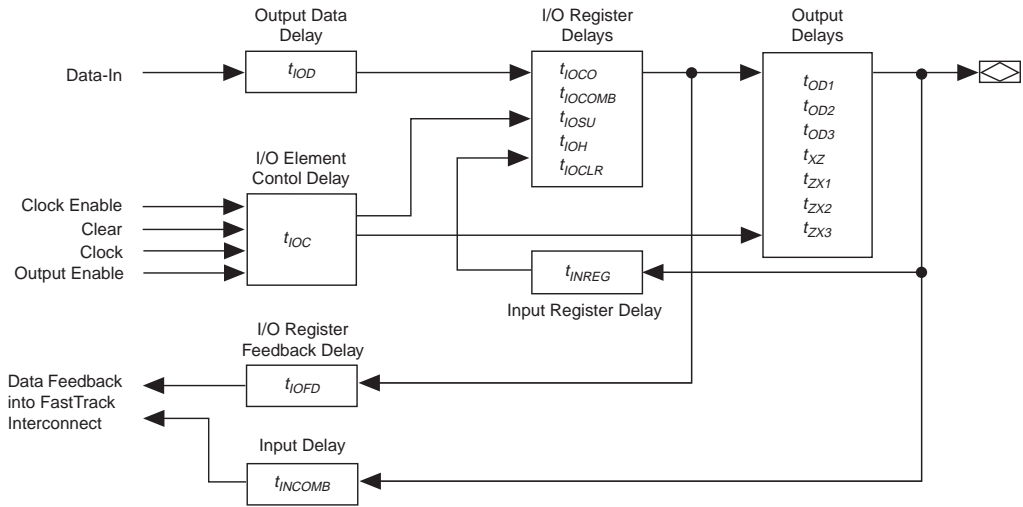 Output Data
Delay
I/O Register
Delays
Output
Delays
Data-In
tIOD
tIOCO
tIOCOMB
tIOSU
tIOH
tIOCLR
tOD1
tOD2
tOD3
tXZ
tZX1
tZX2
tZX3
I/O Element
Contol Delay
Clock Enable
Clear
Clock
Output Enable
tIOC
tINREG
Input Register Delay
I/O Register
Feedback Delay
tIOFD
Data Feedback
into FastTrack
Interconnect
Input Delay
tINCOMB